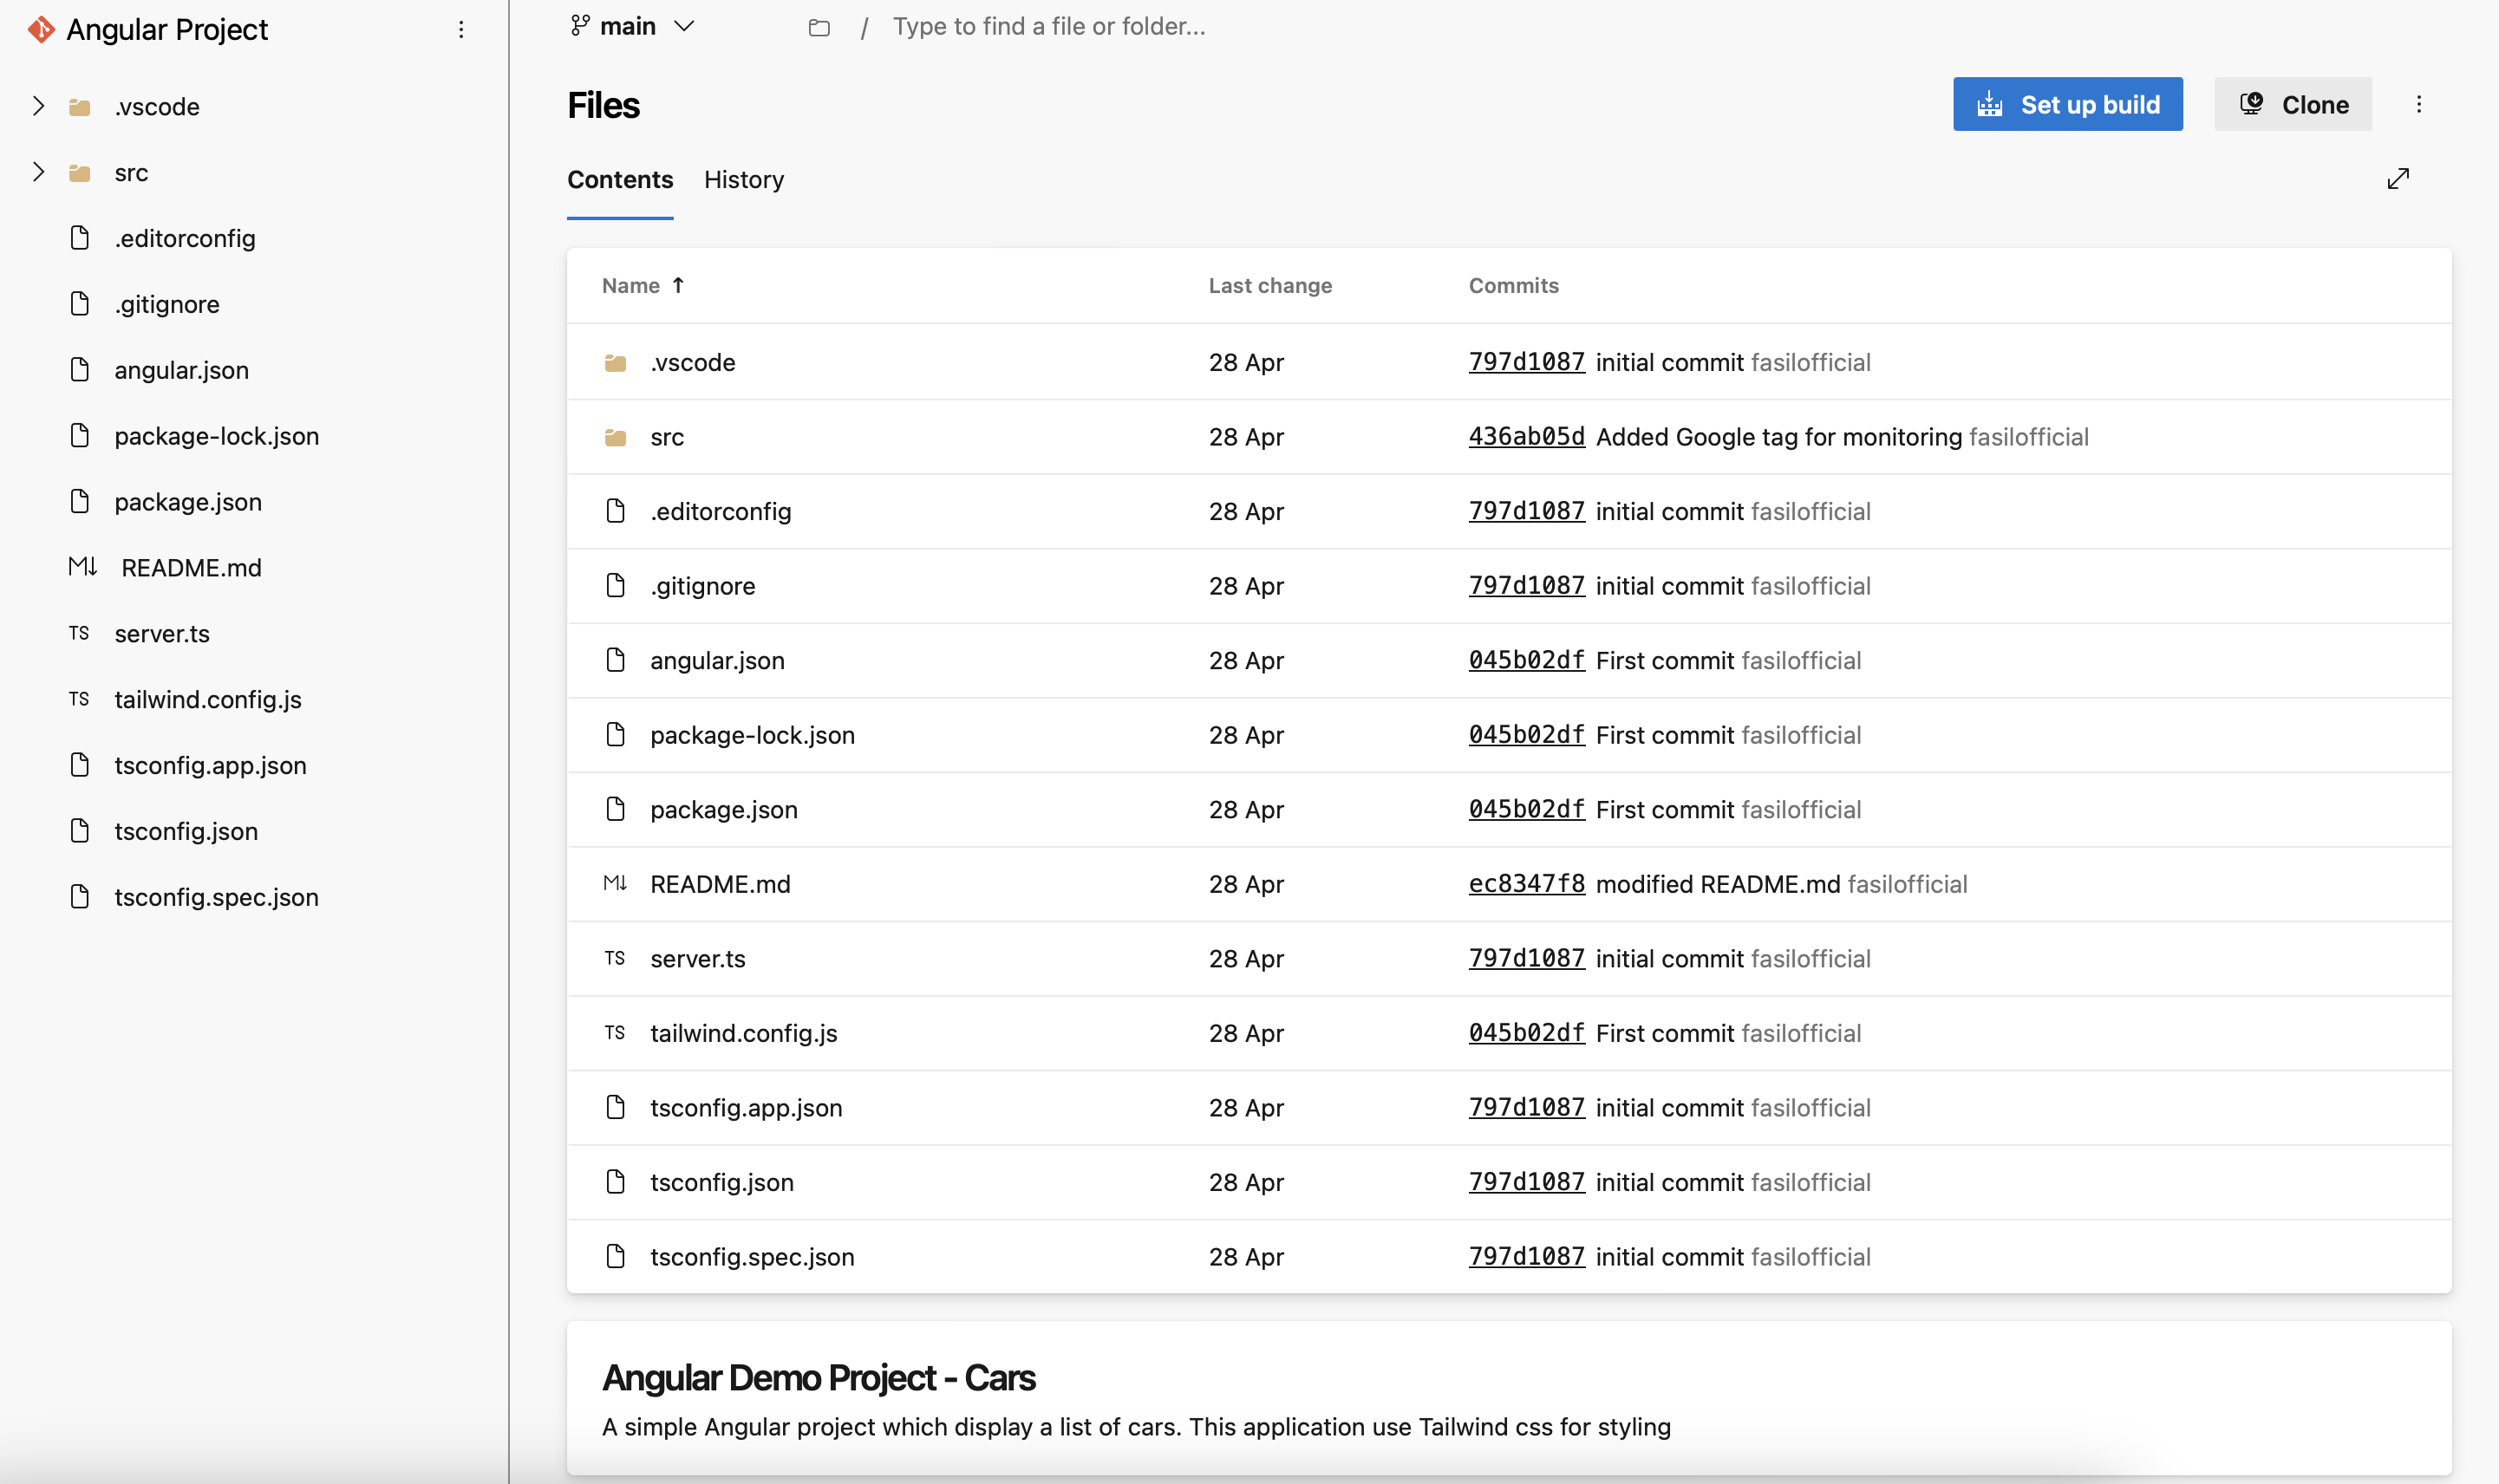 Angular Project
.vscode
src
.editorconfig
.gitignore
angular.json
package-lock.json
package.json
M↓ README.md
TS server.ts
TS tailwind.config.js
tsconfig.app.json
tsconfig.json
tsconfig.spec.json
main / Type to find a file or folder...
Files Set up build Clone
Contents History
Name ↑ Last change Commits
.vscode 28 Apr 797d1087 initial commit fasilofficial
src 28 Apr 436ab05d Added Google tag for monitoring fasilofficial
.editorconfig 28 Apr 797d1087 initial commit fasilofficial
.gitignore 28 Apr 797d1087 initial commit fasilofficial
angular.json 28 Apr 045b02df First commit fasilofficial
package-lock.json 28 Apr 045b02df First commit fasilofficial
package.json 28 Apr 045b02df First commit fasilofficial
M↓ README.md 28 Apr ec8347f8 modified README.md fasilofficial
TS server.ts 28 Apr 797d1087 initial commit fasilofficial
TS tailwind.config.js 28 Apr 045b02df First commit fasilofficial
tsconfig.app.json 28 Apr 797d1087 initial commit fasilofficial
tsconfig.json 28 Apr 797d1087 initial commit fasilofficial
tsconfig.spec.json 28 Apr 797d1087 initial commit fasilofficial
Angular Demo Project - Cars
A simple Angular project which display a list of cars. This application use Tailwind css for styling